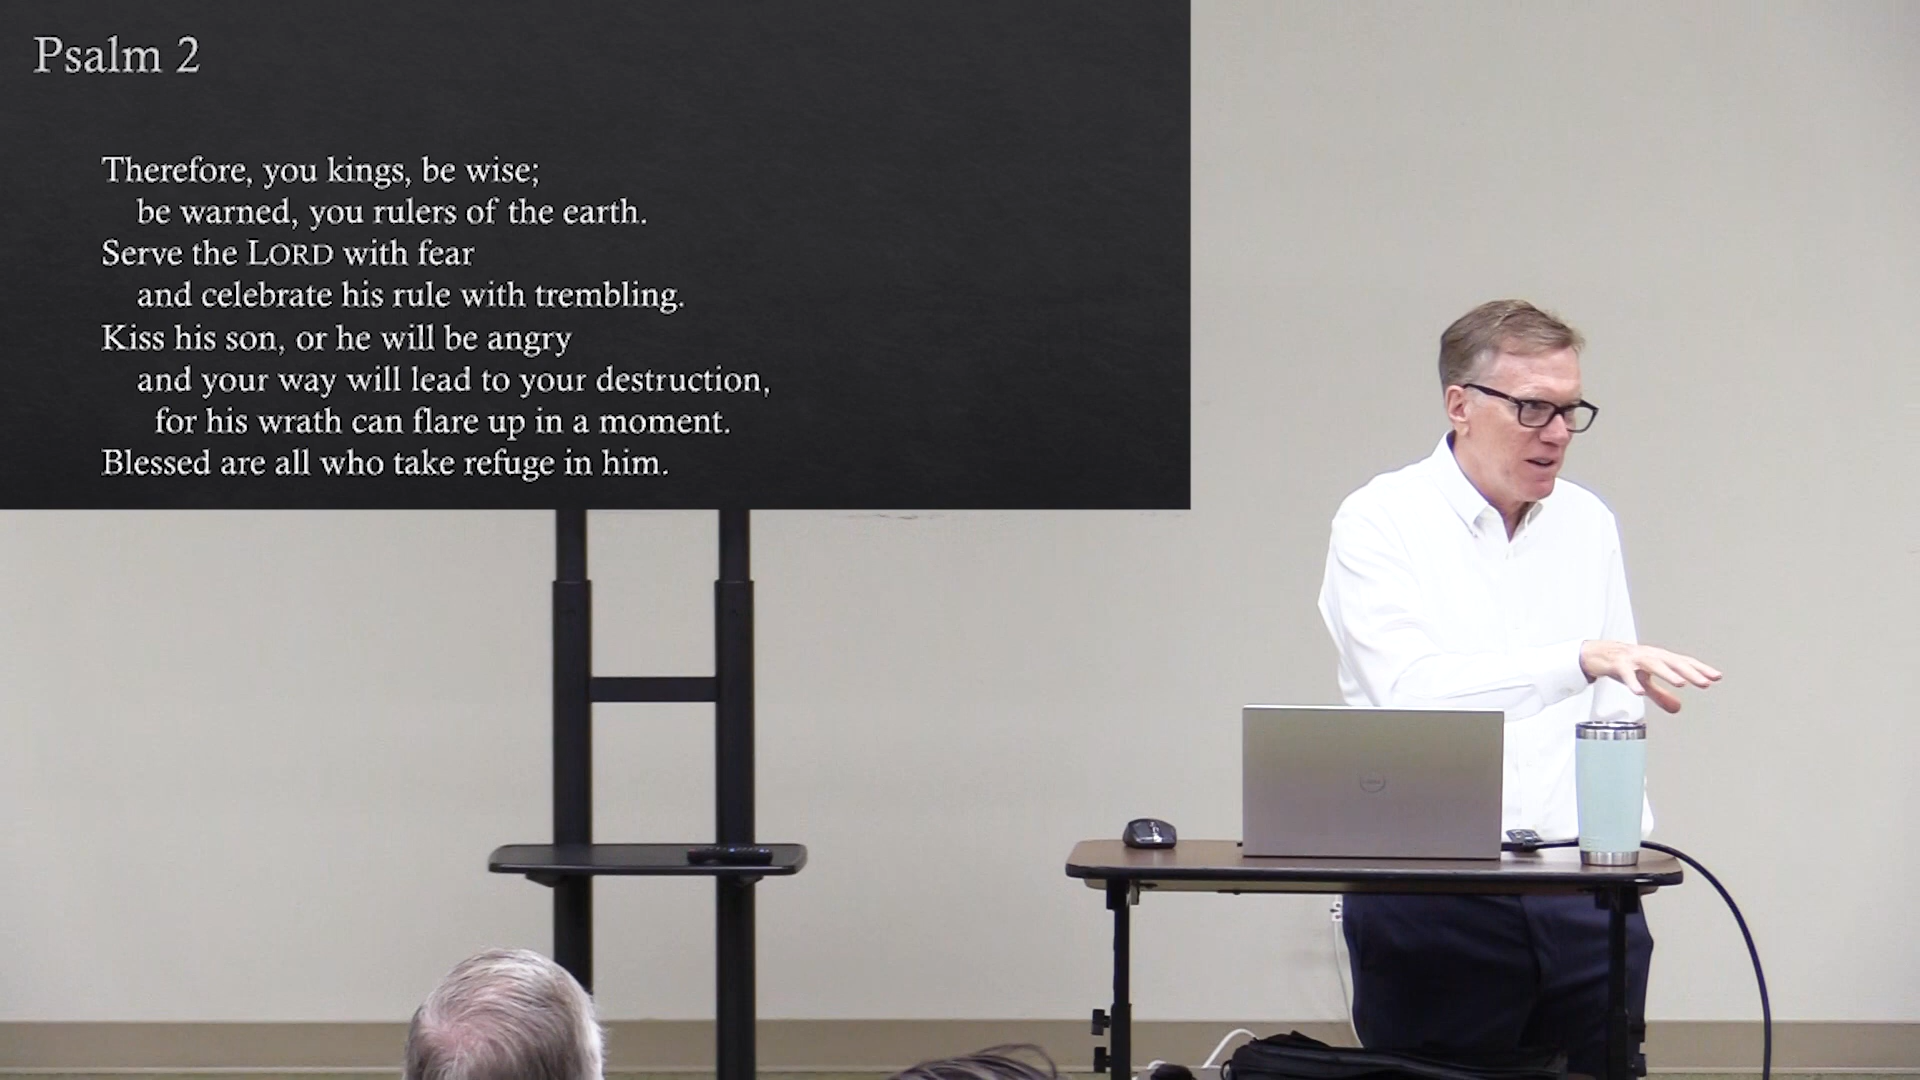 Psalm 2
Therefore, you kings, be wise;
be warned, you rulers of the earth.
Serve the LORD with fear
and celebrate his rule with trembling.
Kiss his son, or he will be angry
and your way will lead to your destruction,
for his wrath can flare up in a moment.
Blessed are all who take refuge in him.
DELL